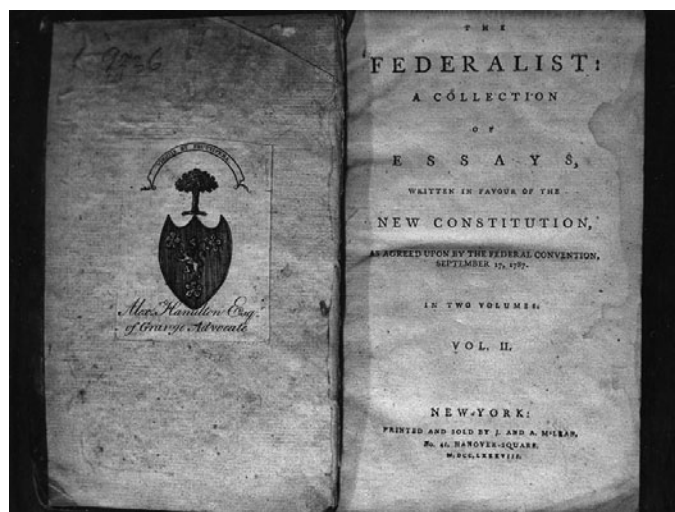 Alex.r Hamilton Esq.r
of Grange Advocate
THE
FEDERALIST:
A COLLECTION
OF
ESSAYS,
WRITTEN IN FAVOUR OF THE
NEW CONSTITUTION,
AS AGREED UPON BY THE FEDERAL CONVENTION,
SEPTEMBER 17, 1787.
IN TWO VOLUMES.
VOL. II.
NEW-YORK:
PRINTED AND SOLD BY J. AND A. M‘LEAN,
No. 41, HANOVER-SQUARE.
M,DCC,LXXXVIII.